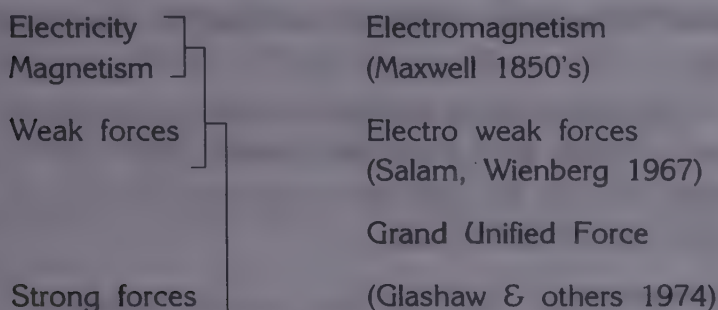 Electricity Electromagnetism
Magnetism (Maxwell 1850's)
Weak forces Electro weak forces
(Salam, Wienberg 1967)
Grand Unified Force
Strong forces (Glashaw & others 1974)